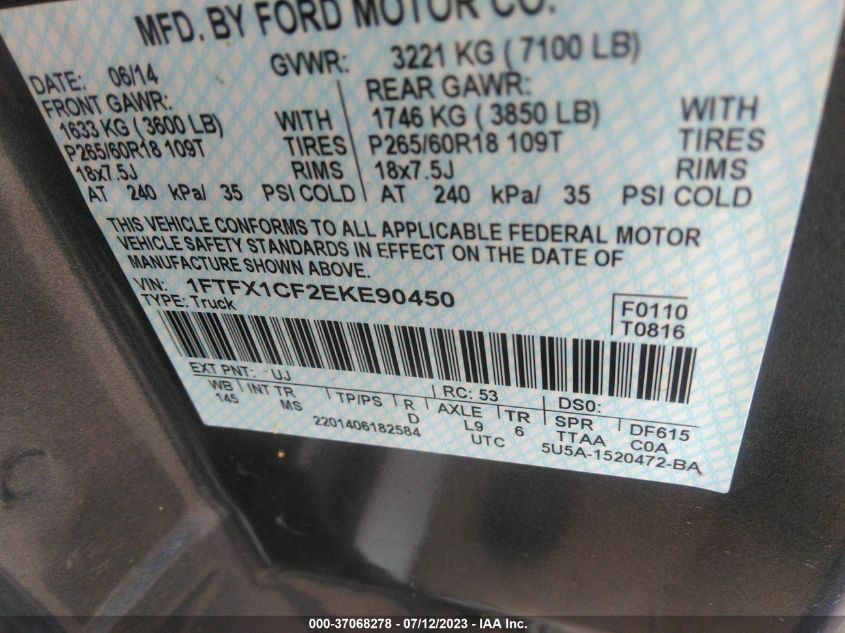 MFD. BY FORD MOTOR CO.
DATE: 06/14 GVWR: 3221 KG ( 7100 LB)
FRONT GAWR: REAR GAWR:
1633 KG ( 3600 LB) WITH 1746 KG ( 3850 LB) WITH
P265/60R18 109T TIRES P265/60R18 109T TIRES
18x7.5J RIMS 18x7.5J RIMS
AT 240 kPa/ 35 PSI COLD AT 240 kPa/ 35 PSI COLD
THIS VEHICLE CONFORMS TO ALL APPLICABLE FEDERAL MOTOR
VEHICLE SAFETY STANDARDS IN EFFECT ON THE DATE OF
MANUFACTURE SHOWN ABOVE.
VIN: 1FTFX1CF2EKE90450
TYPE: Truck
F0110
T0816
EXT PNT: UJ RC: 53 DS0:
WB INT TR TP/PS R AXLE TR SPR DF615
145 MS D L9 6 TTAA C0A
2201406182584 UTC 5U5A-1520472-BA
000-37068278 - 07/12/2023 - IAA Inc.